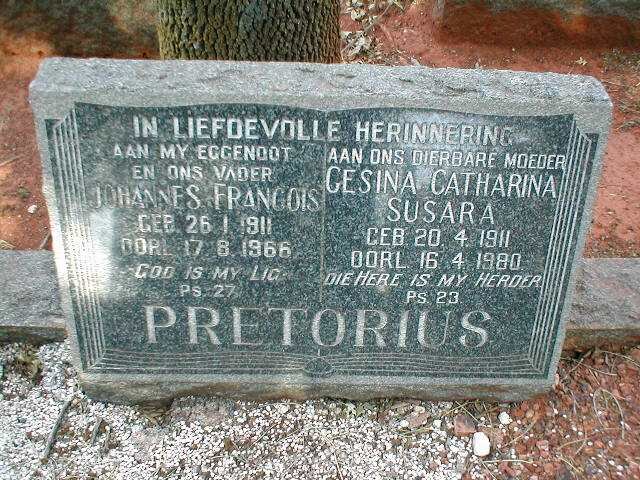 IN LIEFDEVOLLE HERINNERING
AAN MY EGGENOOT
EN ONS VADER
JOHANNES FRANCOIS
GEB. 26.1.1911
OORL. 17.8.1966
GOD IS MY LIG.
PS 27.
AAN ONS DIERBARE MOEDER
GESINA CATHARINA
SUSARA
GEB 20.4.1911
OORL 16.4.1980
DIE HERE IS MY HERDER
PS 23.
PRETORIUS